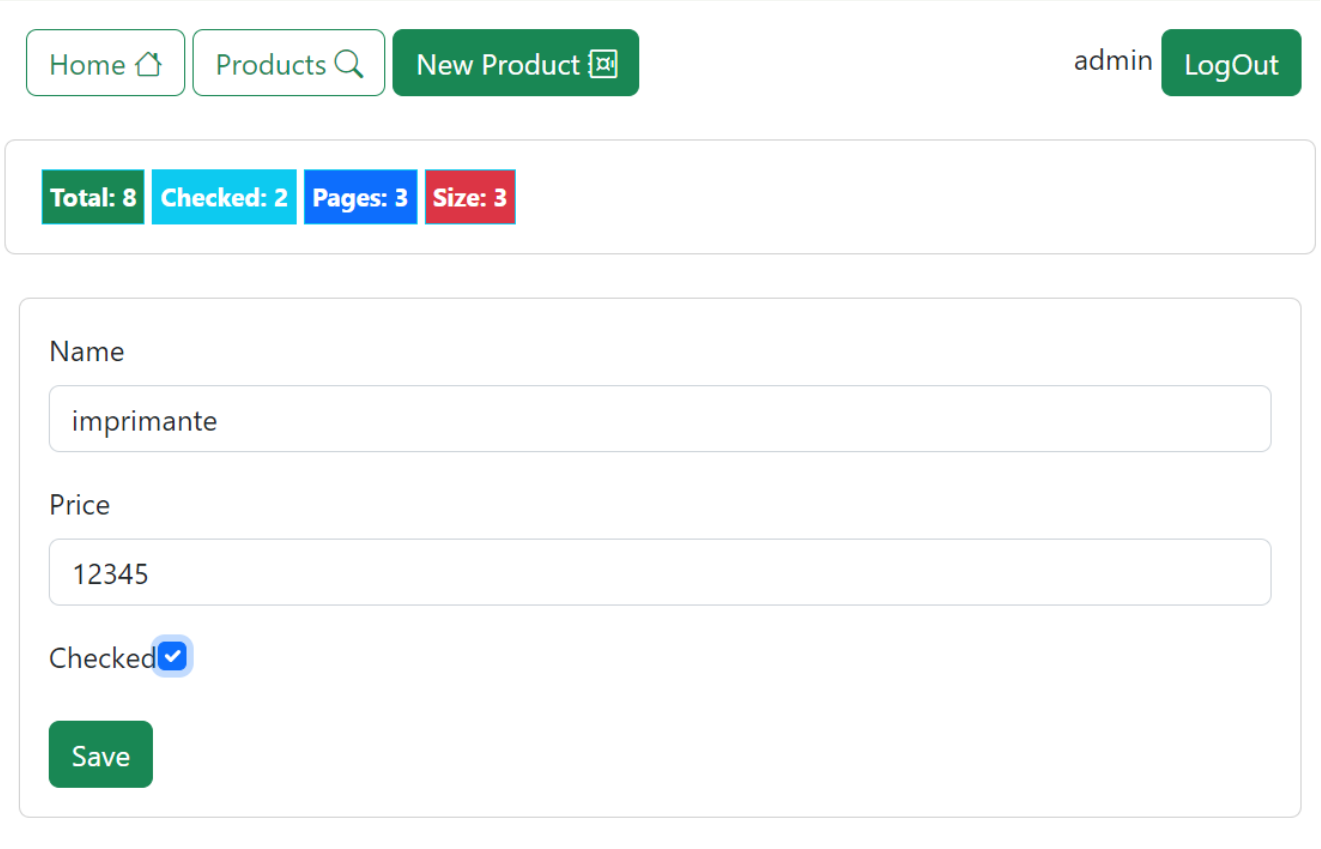 Home Products New Product admin LogOut
Total: 8 Checked: 2 Pages: 3 Size: 3
Name
imprimante
Price
12345
Checked
Save